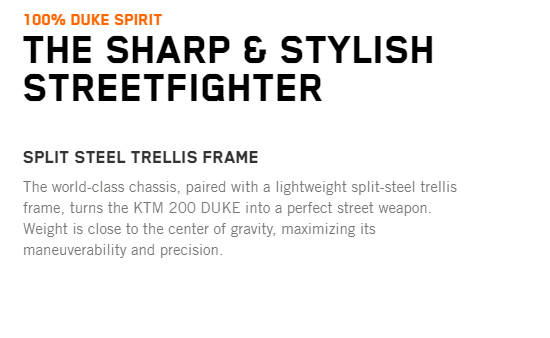 100% DUKE SPIRIT
THE SHARP & STYLISH
STREETFIGHTER
SPLIT STEEL TRELLIS FRAME
The world-class chassis, paired with a lightweight split-steel trellis
frame, turns the KTM 200 DUKE into a perfect street weapon.
Weight is close to the center of gravity, maximizing its
maneuverability and precision.